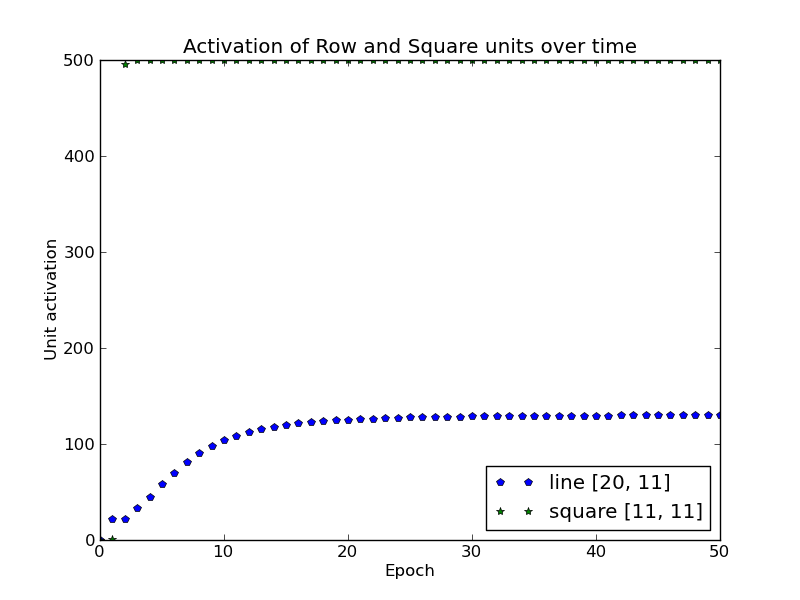 Activation of Row and Square units over time
500
400
300
200
100
0
Unit activation
line [20, 11]
square [11, 11]
0 10 20 30 40 50
Epoch